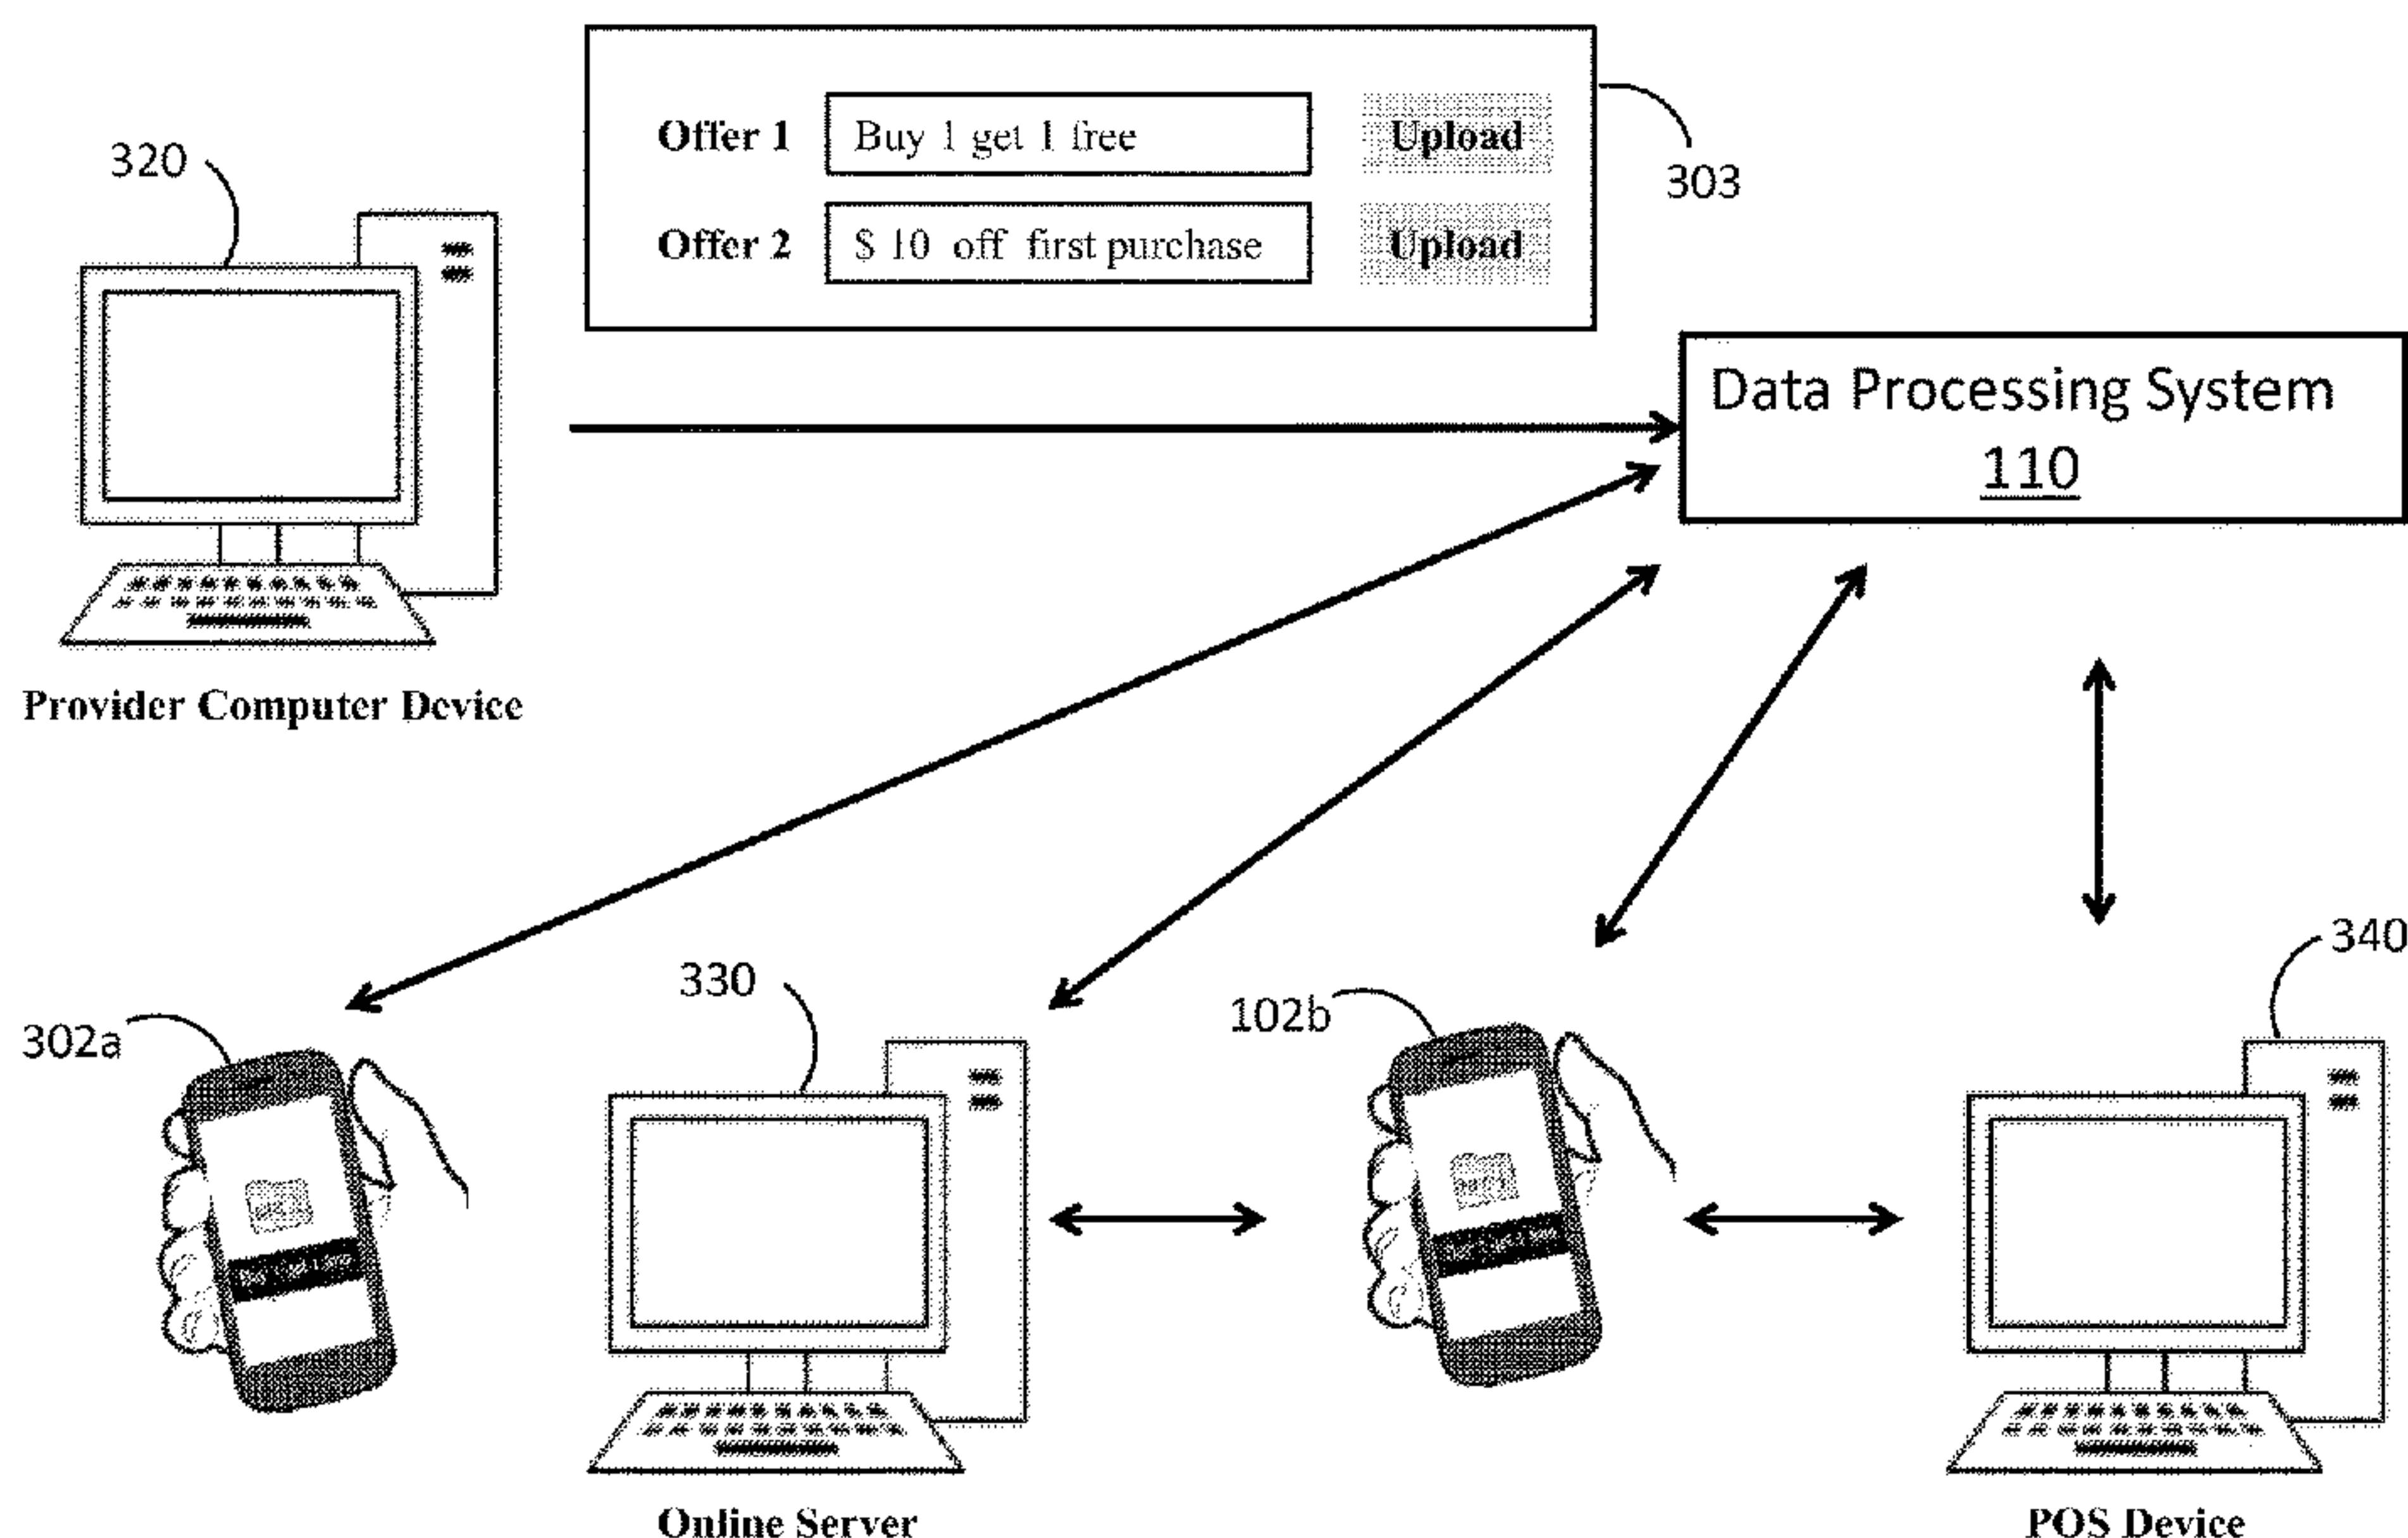 320
Offer 1 Buy 1 get 1 free Upload
303
Offer 2 $ 10 off first purchase Upload
Data Processing System
110
Provider Computer Device
340
330
102b
302a
Online Server
POS Device